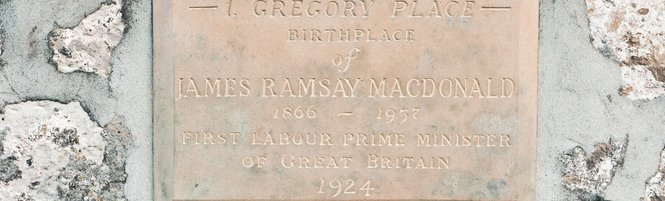 — 1. GREGORY PLACE —
BIRTHPLACE
of
JAMES RAMSAY MACDONALD
1866 — 1937
FIRST LABOUR PRIME MINISTER
OF GREAT BRITAIN
1924